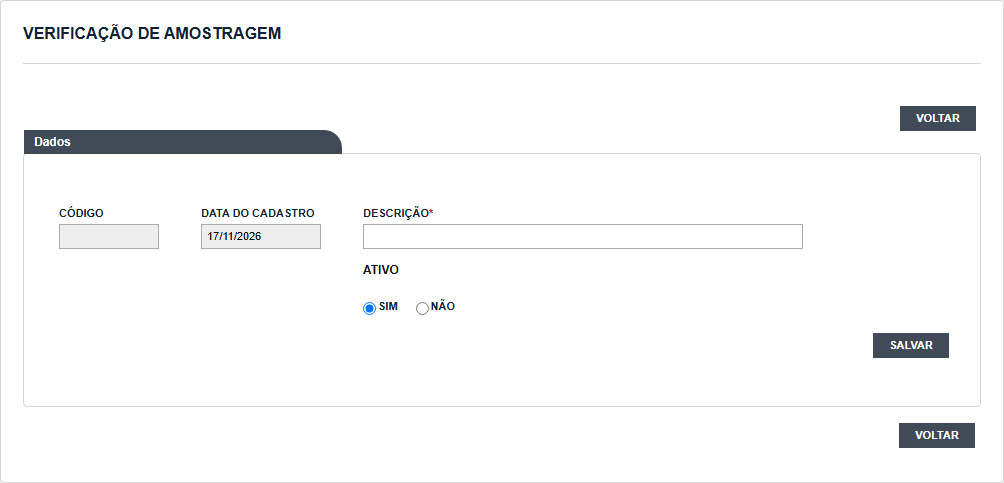 VERIFICAÇÃO DE AMOSTRAGEM
VOLTAR
Dados
CÓDIGO DATA DO CADASTRO DESCRIÇÃO*
17/11/2026
ATIVO
SIM NÃO
SALVAR
VOLTAR